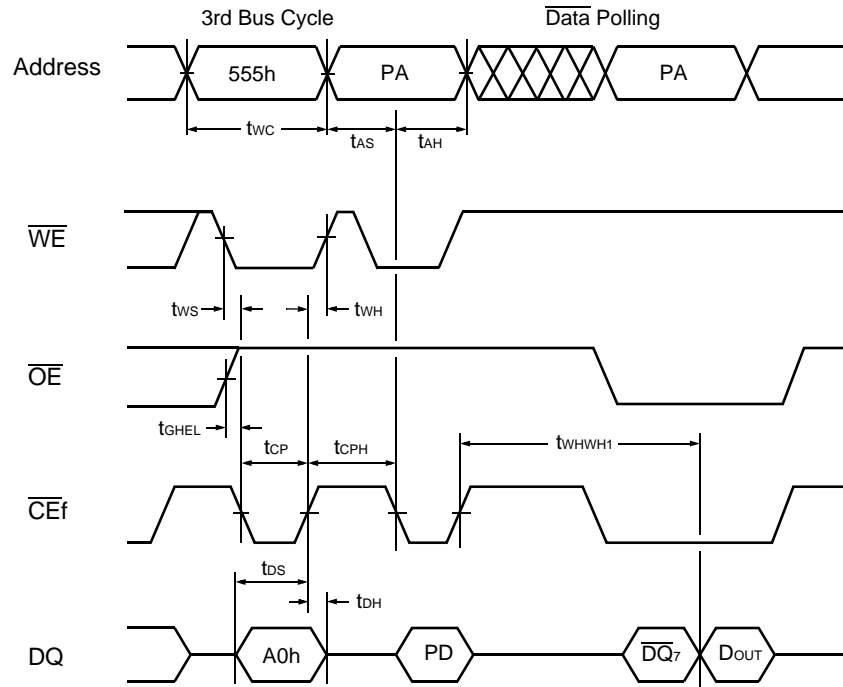 3rd Bus Cycle
Data Polling
Address
555h
PA
PA
tWC
tAS
tAH
WE
tWS
tWH
OE
tGHEL
tCP
tCPH
tWHWH1
CEf
tDS
tDH
DQ
A0h
PD
DQ7
DOUT